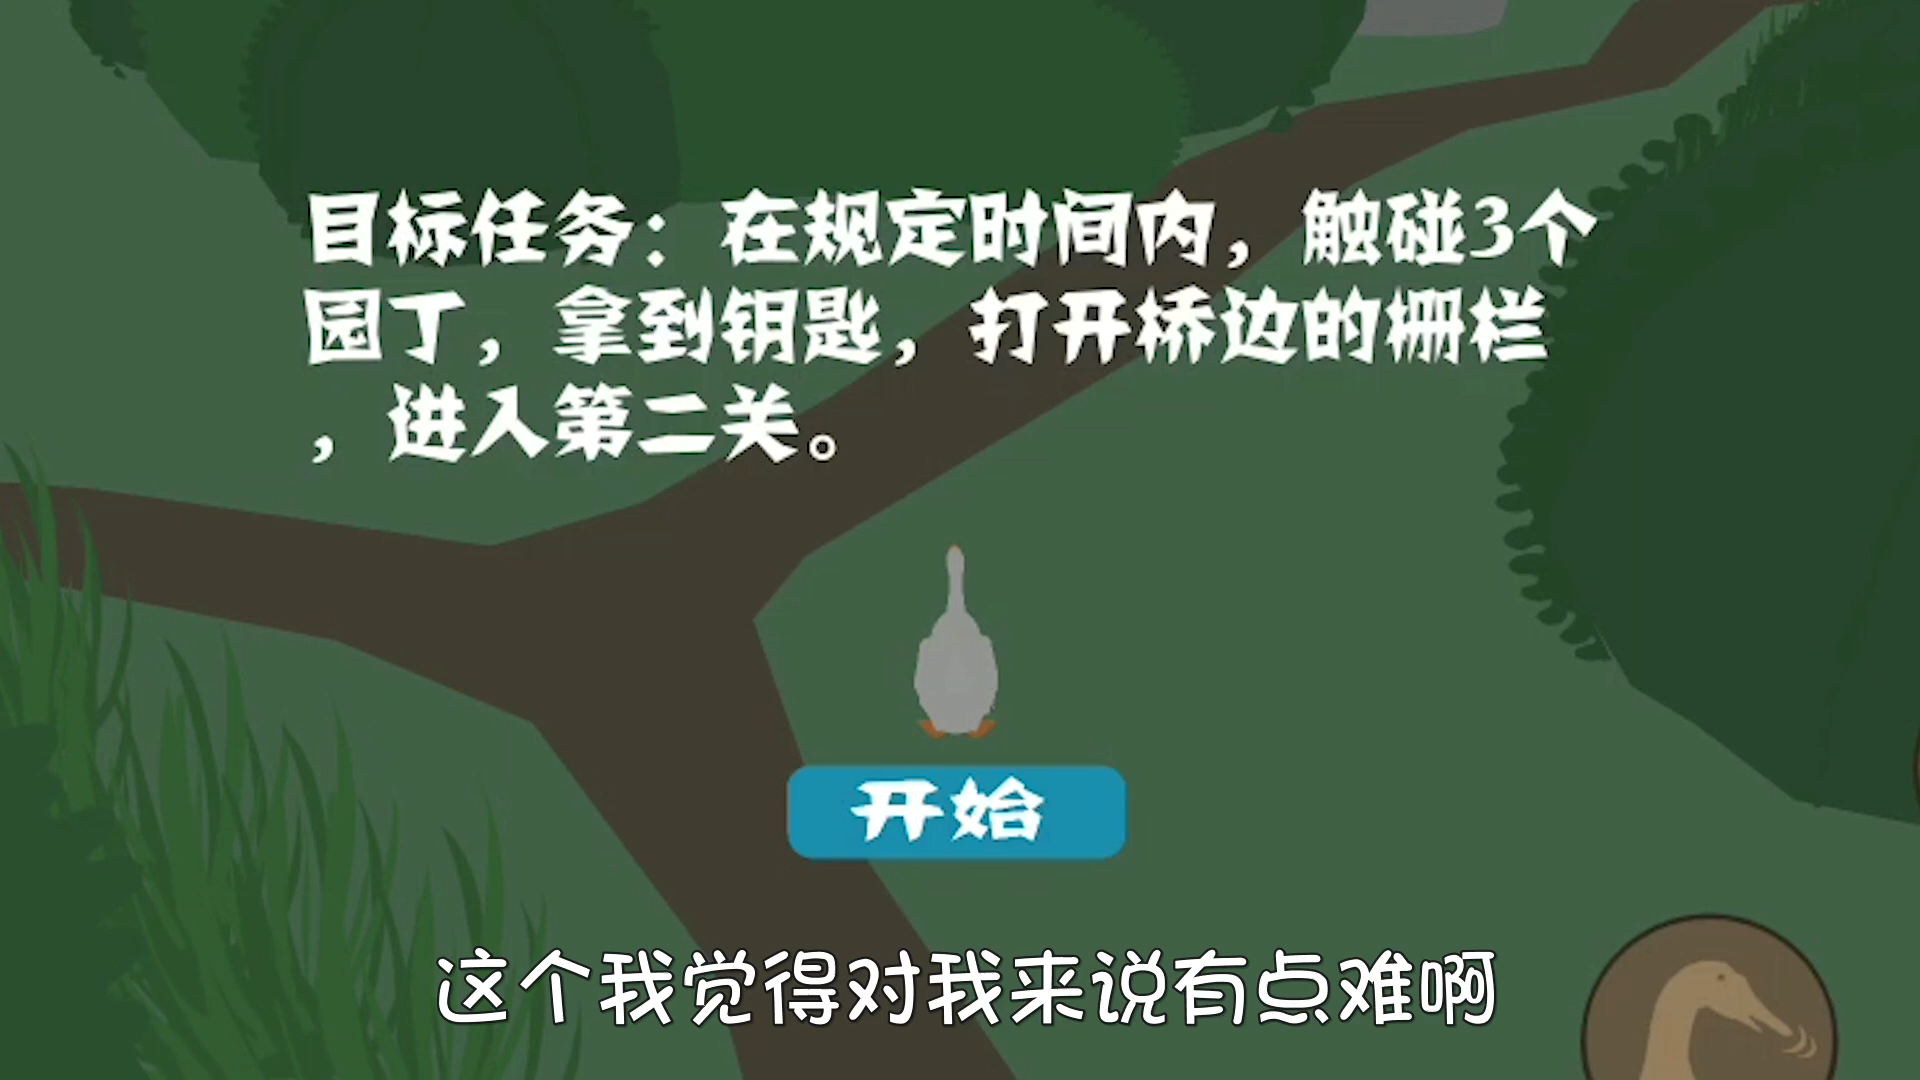 目标任务：在规定时间内，触碰3个
园丁，拿到钥匙，打开桥边的栅栏
，进入第二关。
开始
这个我觉得对我来说有点难啊